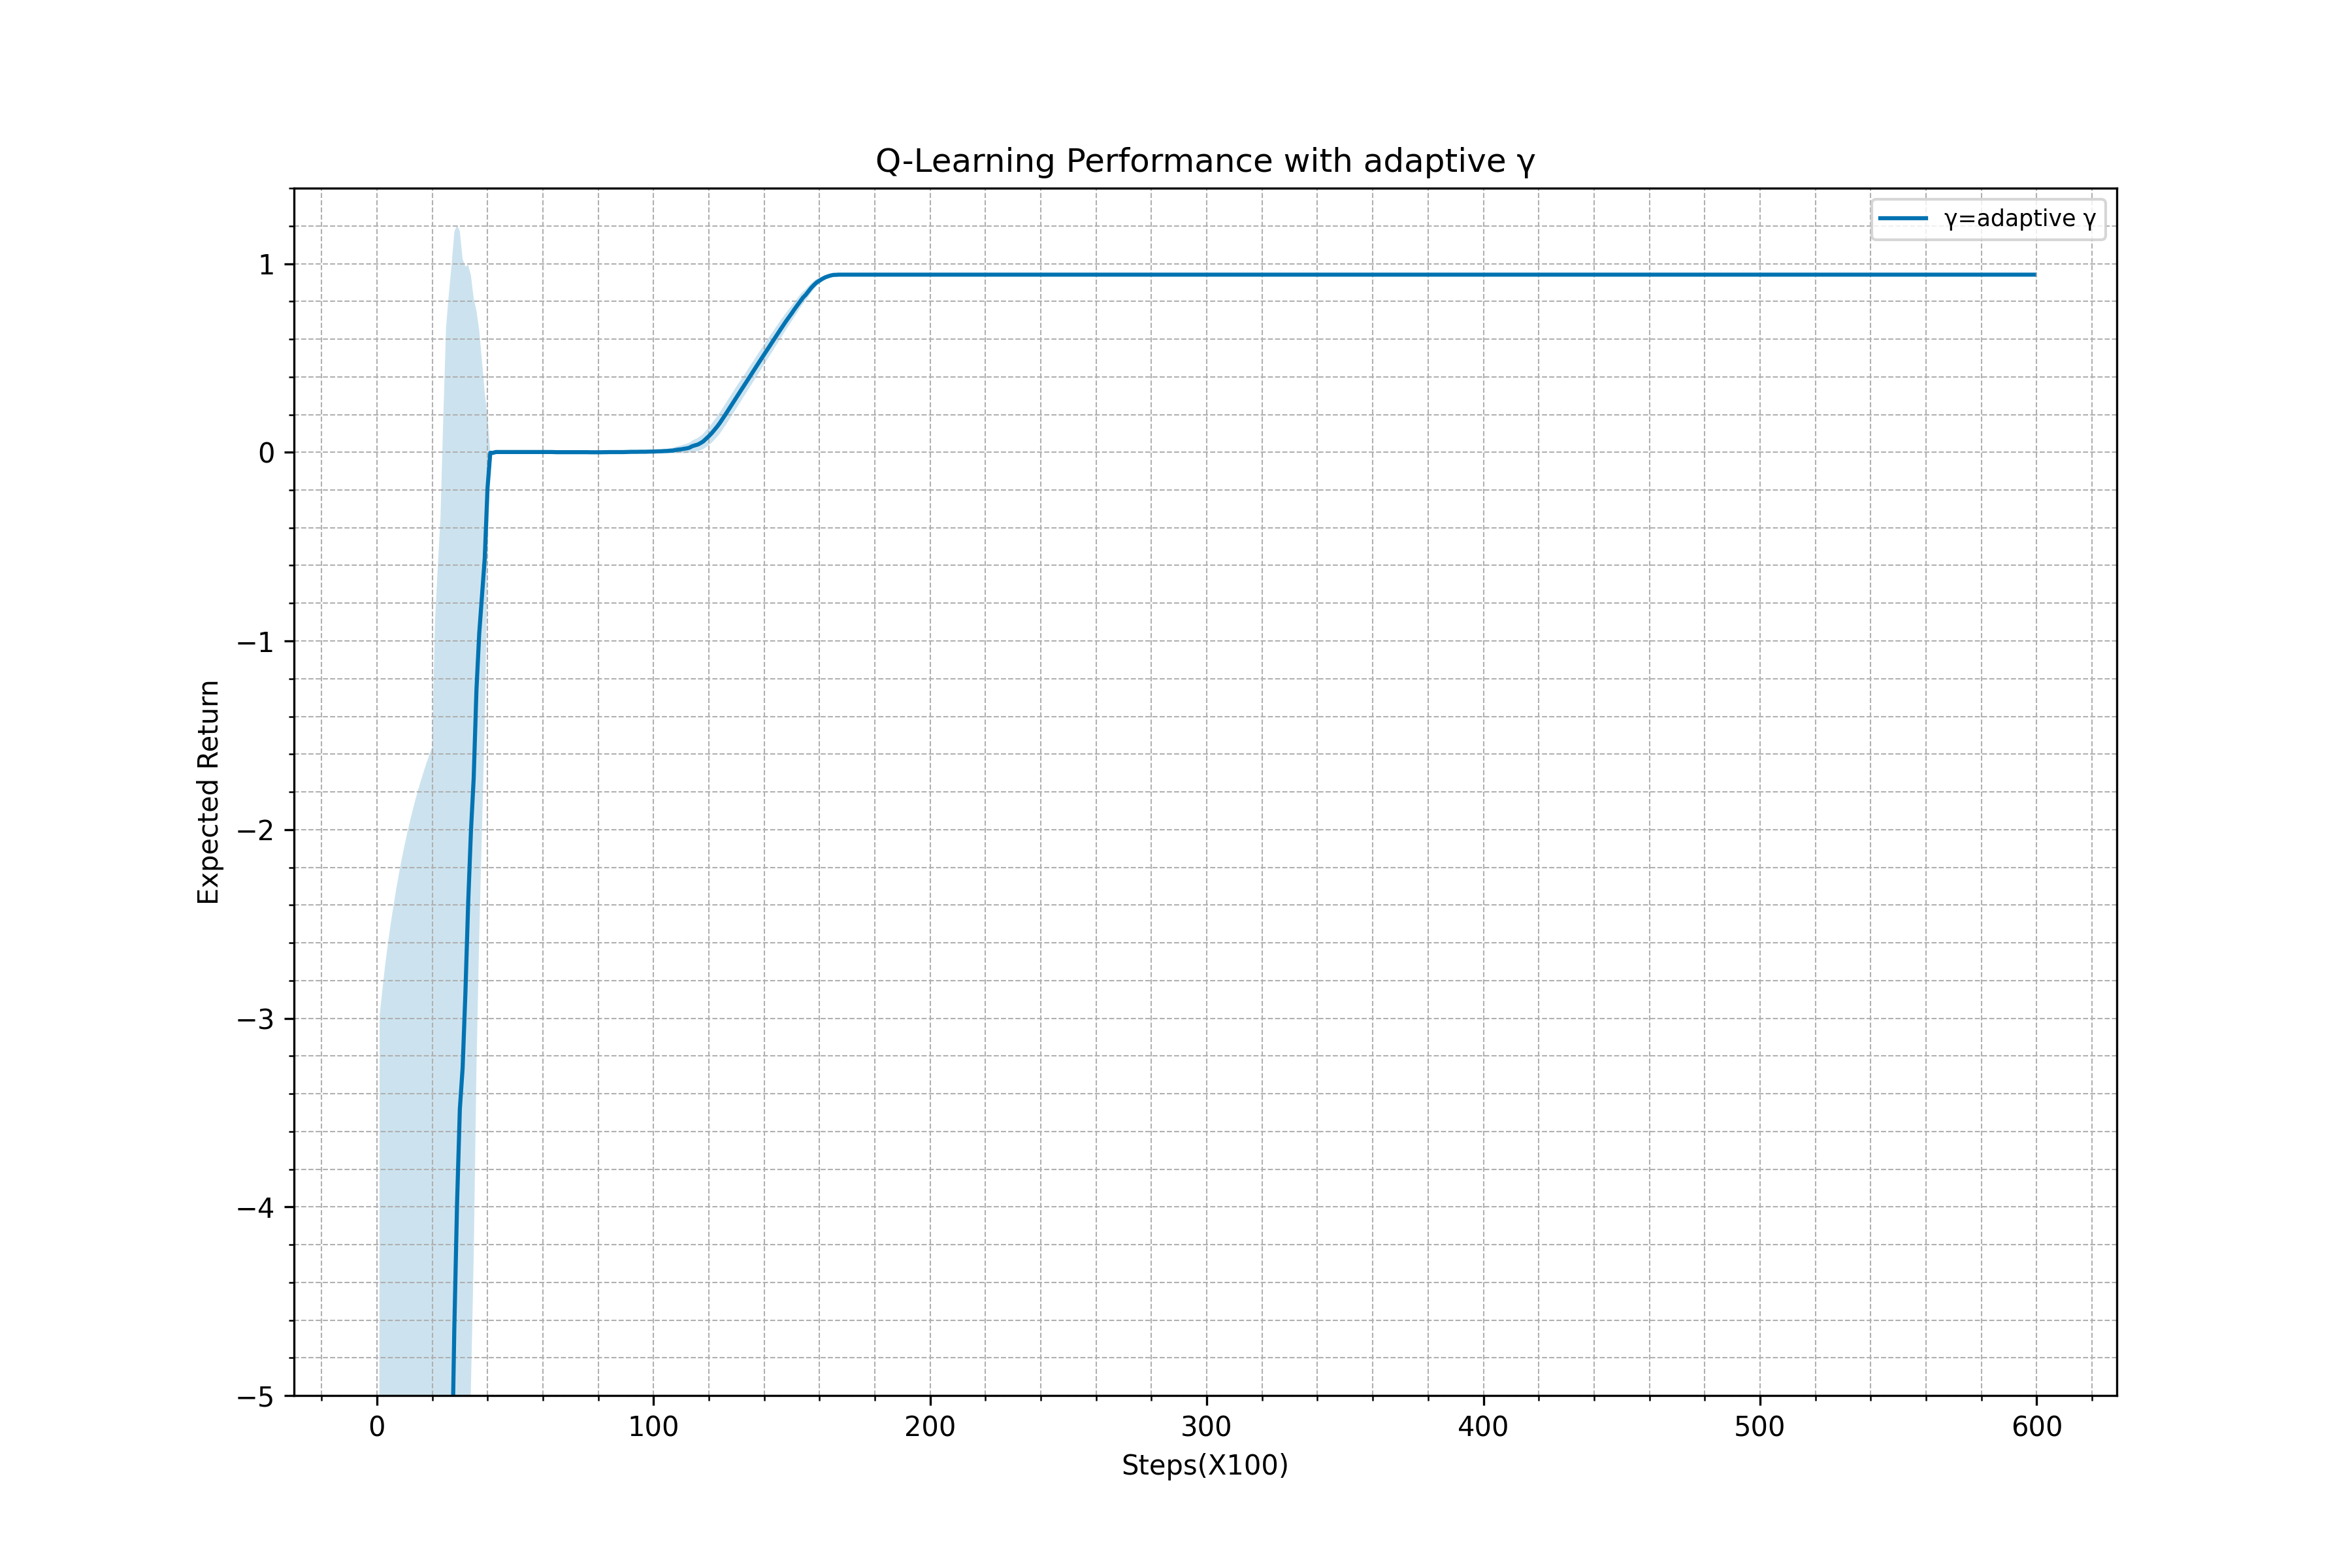 Q-Learning Performance with adaptive γ
γ=adaptive γ
1
0
−1
−2
−3
−4
−5
Expected Return
0 100 200 300 400 500 600
Steps(X100)